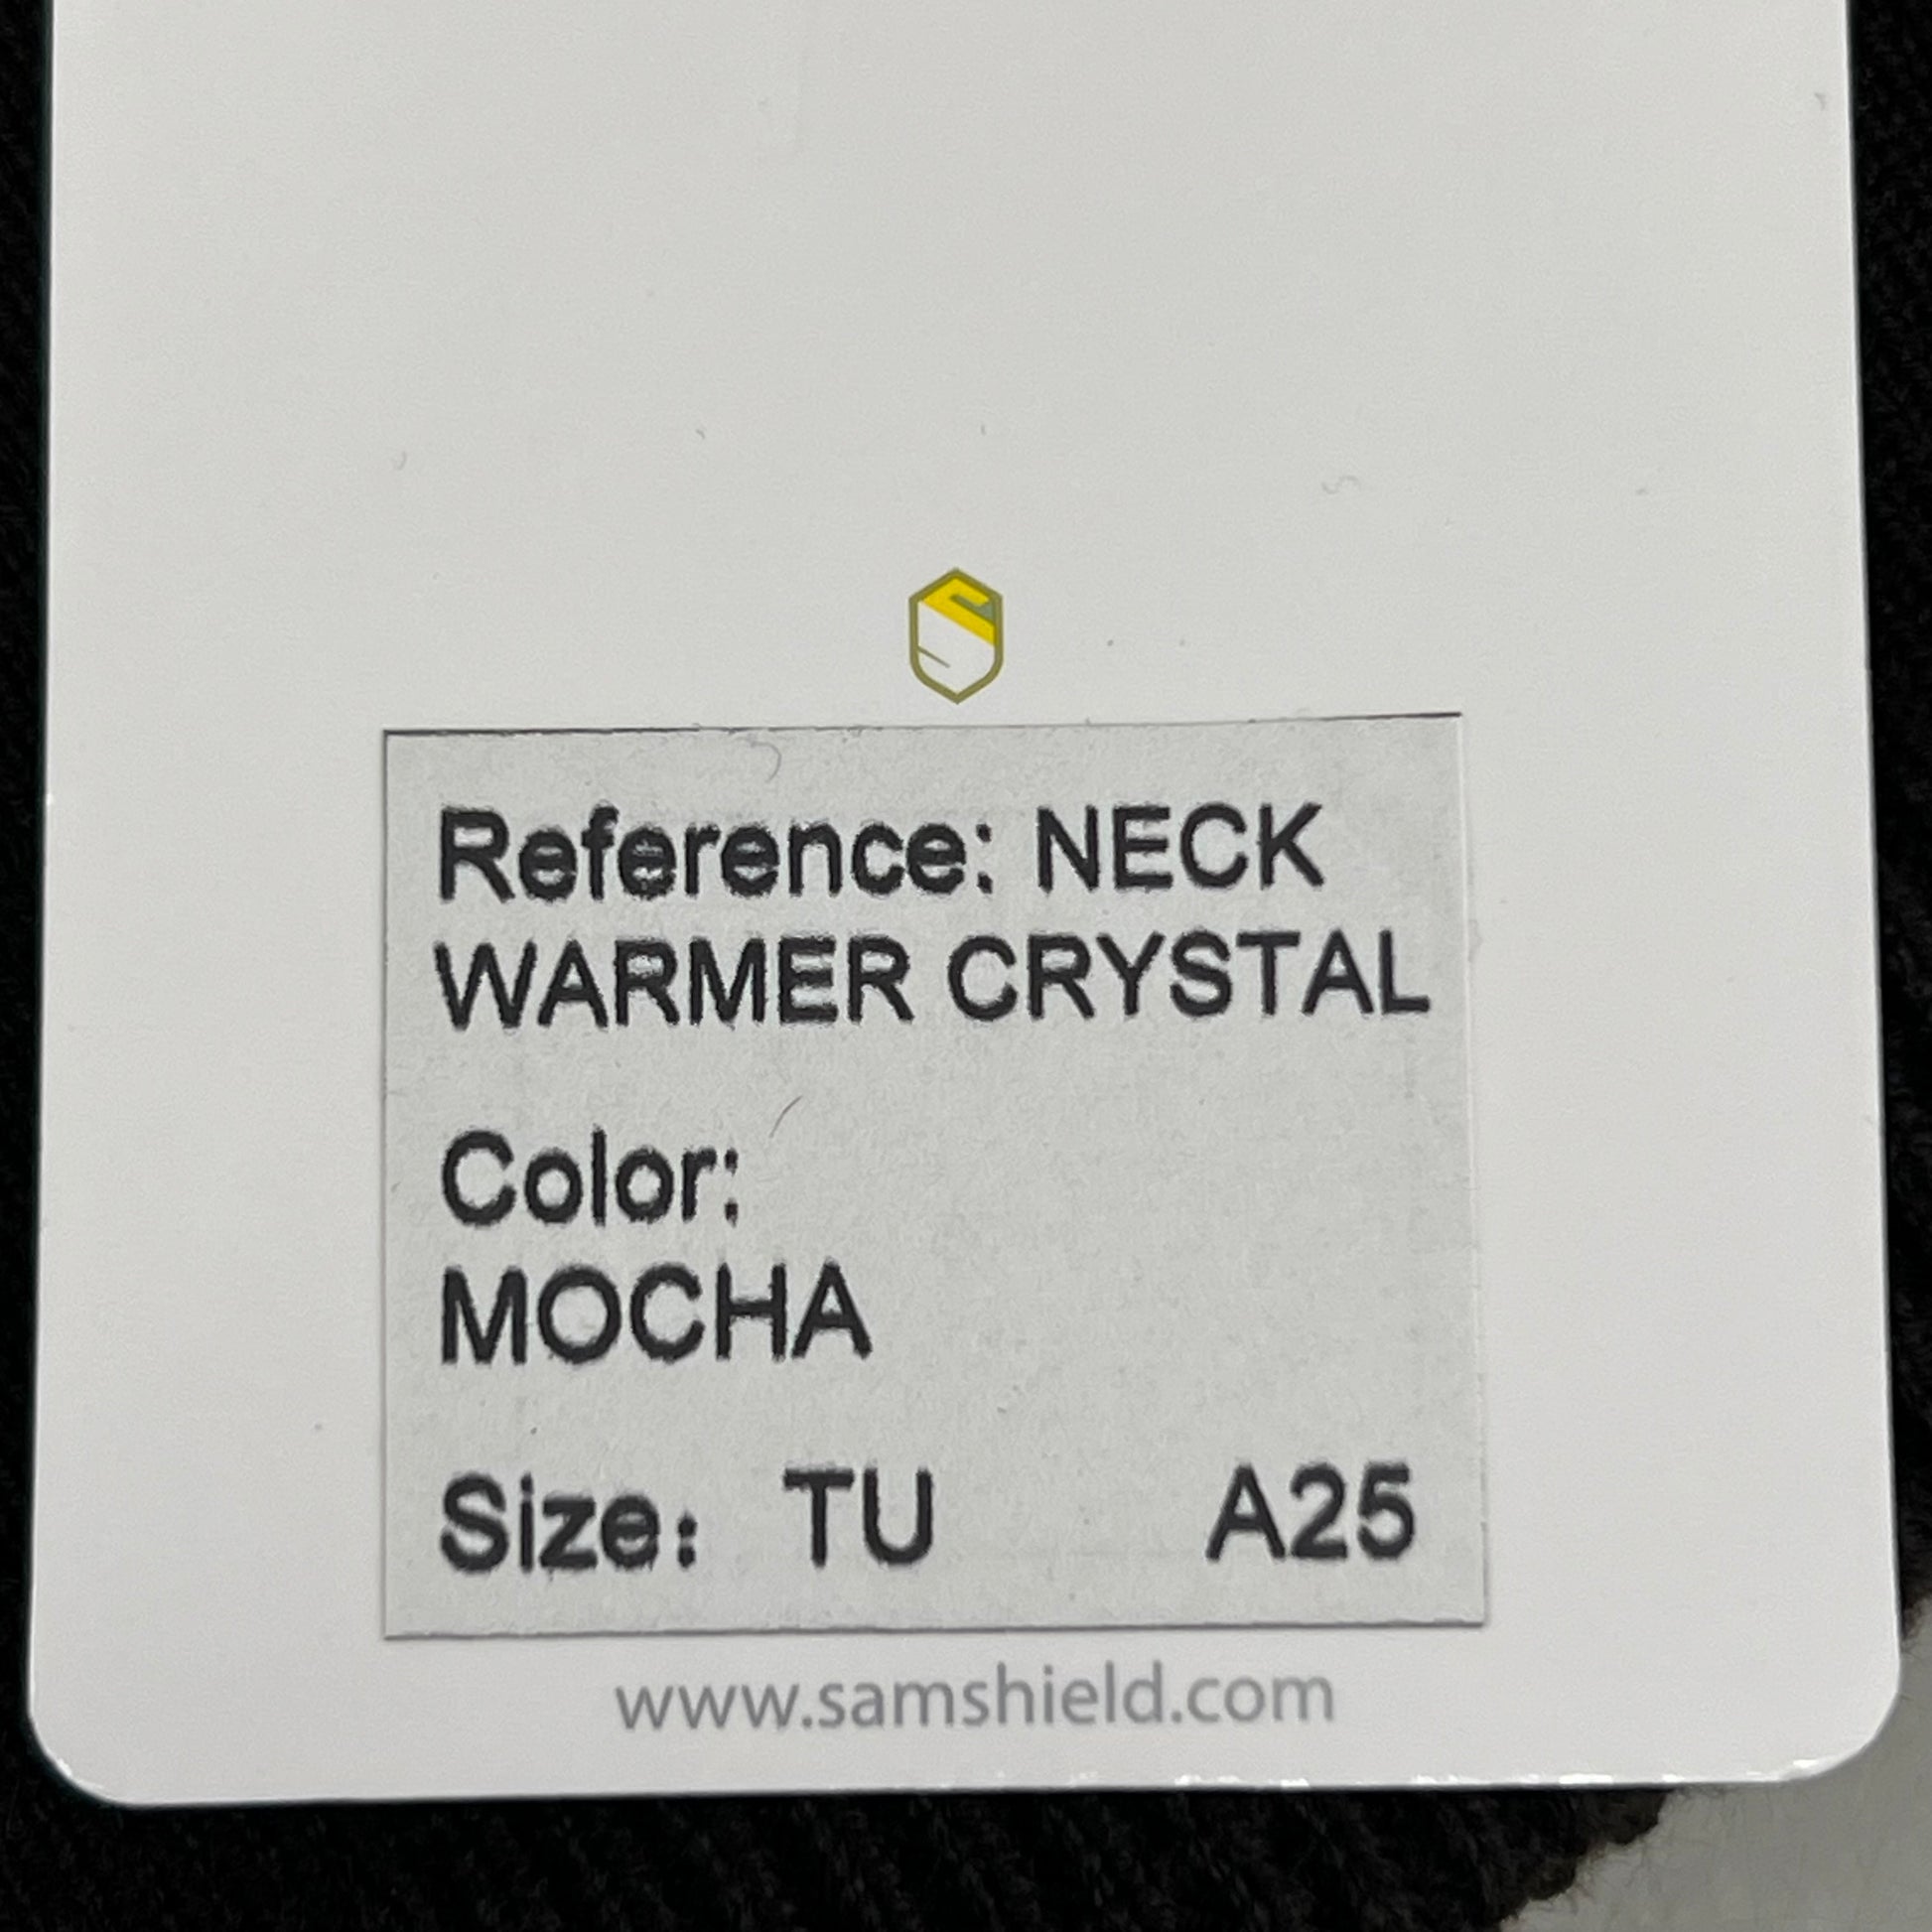 Reference: NECK
WARMER CRYSTAL
Color:
MOCHA
Size: TU A25
www.samshield.com